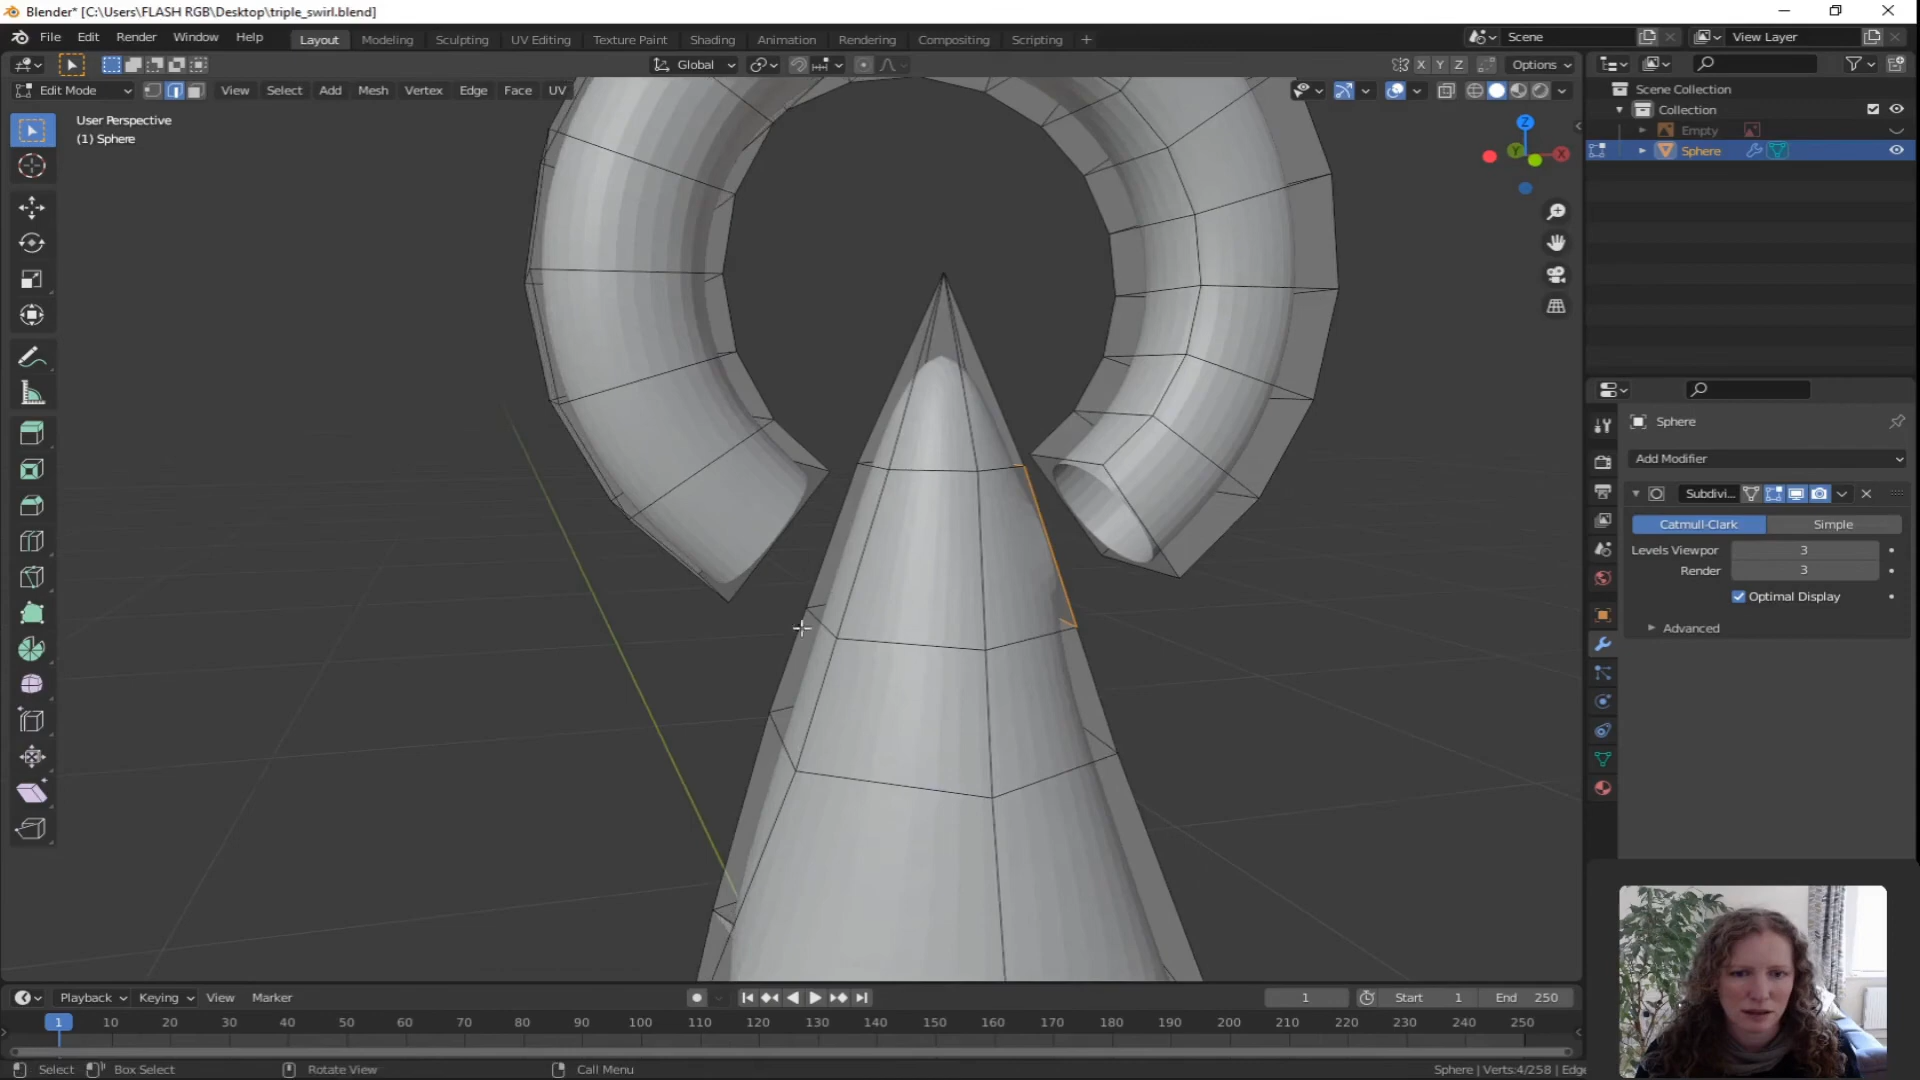 Blender* [C:\Users\FLASH RGB\Desktop\triple_swirl.blend]
File Edit Render Window Help Layout Modeling Sculpting UV Editing Texture Paint Shading Animation Rendering Compositing Scripting + Scene View Layer
Global X Y Z Options
Edit Mode View Select Add Mesh Vertex Edge Face UV
User Perspective
(1) Sphere
Z
Y X
Scene Collection
Collection
Empty
Sphere
Sphere
Add Modifier
Subdivi...
Catmull-Clark Simple
Levels Viewpor 3
Render 3
Optimal Display
Advanced
Playback Keying View Marker 1 Start 1 End 250
1 10 20 30 40 50 60 70 80 90 100 110 120 130 140 150 160 170 180 190 200 210 220 230 240 250
Select Box Select Rotate View Call Menu Sphere | Verts:4/258 | Edge